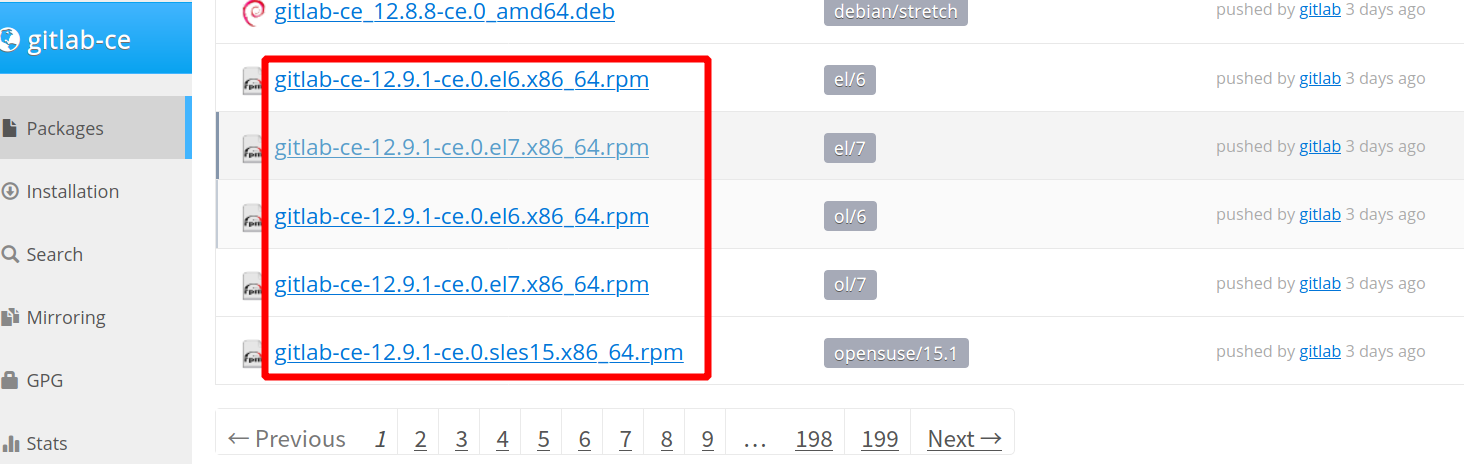 gitlab-ce
Packages
Installation
Search
Mirroring
GPG
Stats
gitlab-ce_12.8.8-ce.0_amd64.deb debian/stretch pushed by gitlab 3 days ago
gitlab-ce-12.9.1-ce.0.el6.x86_64.rpm el/6 pushed by gitlab 3 days ago
gitlab-ce-12.9.1-ce.0.el7.x86_64.rpm el/7 pushed by gitlab 3 days ago
gitlab-ce-12.9.1-ce.0.el6.x86_64.rpm ol/6 pushed by gitlab 3 days ago
gitlab-ce-12.9.1-ce.0.el7.x86_64.rpm ol/7 pushed by gitlab 3 days ago
gitlab-ce-12.9.1-ce.0.sles15.x86_64.rpm opensuse/15.1 pushed by gitlab 3 days ago
← Previous 1 2 3 4 5 6 7 8 9 … 198 199 Next →